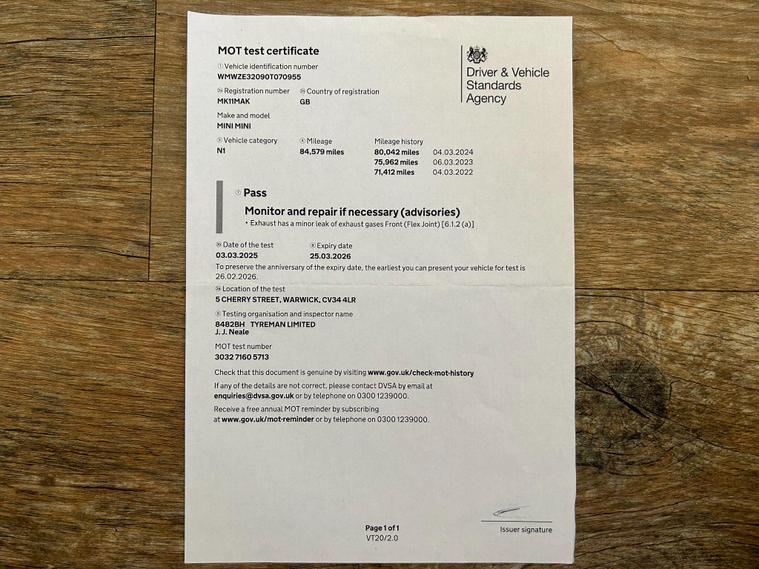 MOT test certificate
Driver & Vehicle
Standards
Agency
① Vehicle identification number
WMWZE32090T070955
Registration number Country of registration
MK11MAK GB
Make and model
MINI MINI
Vehicle category Mileage Mileage history
N1 84,579 miles 80,042 miles 04.03.2024
75,962 miles 06.03.2023
71,412 miles 04.03.2022
Pass
Monitor and repair if necessary (advisories)
• Exhaust has a minor leak of exhaust gases Front (Flex Joint) [6.1.2 (a)]
Date of the test Expiry date
03.03.2025 25.03.2026
To preserve the anniversary of the expiry date, the earliest you can present your vehicle for test is
26.02.2026.
Location of the test
5 CHERRY STREET, WARWICK, CV34 4LR
Testing organisation and inspector name
8482BH TYREMAN LIMITED
J. J. Neale
MOT test number
3032 7160 5713
Check that this document is genuine by visiting www.gov.uk/check-mot-history
If any of the details are not correct, please contact DVSA by email at
enquiries@dvsa.gov.uk or by telephone on 0300 1239000.
Receive a free annual MOT reminder by subscribing
at www.gov.uk/mot-reminder or by telephone on 0300 1239000.
Issuer signature
Page 1 of 1
VT20/2.0